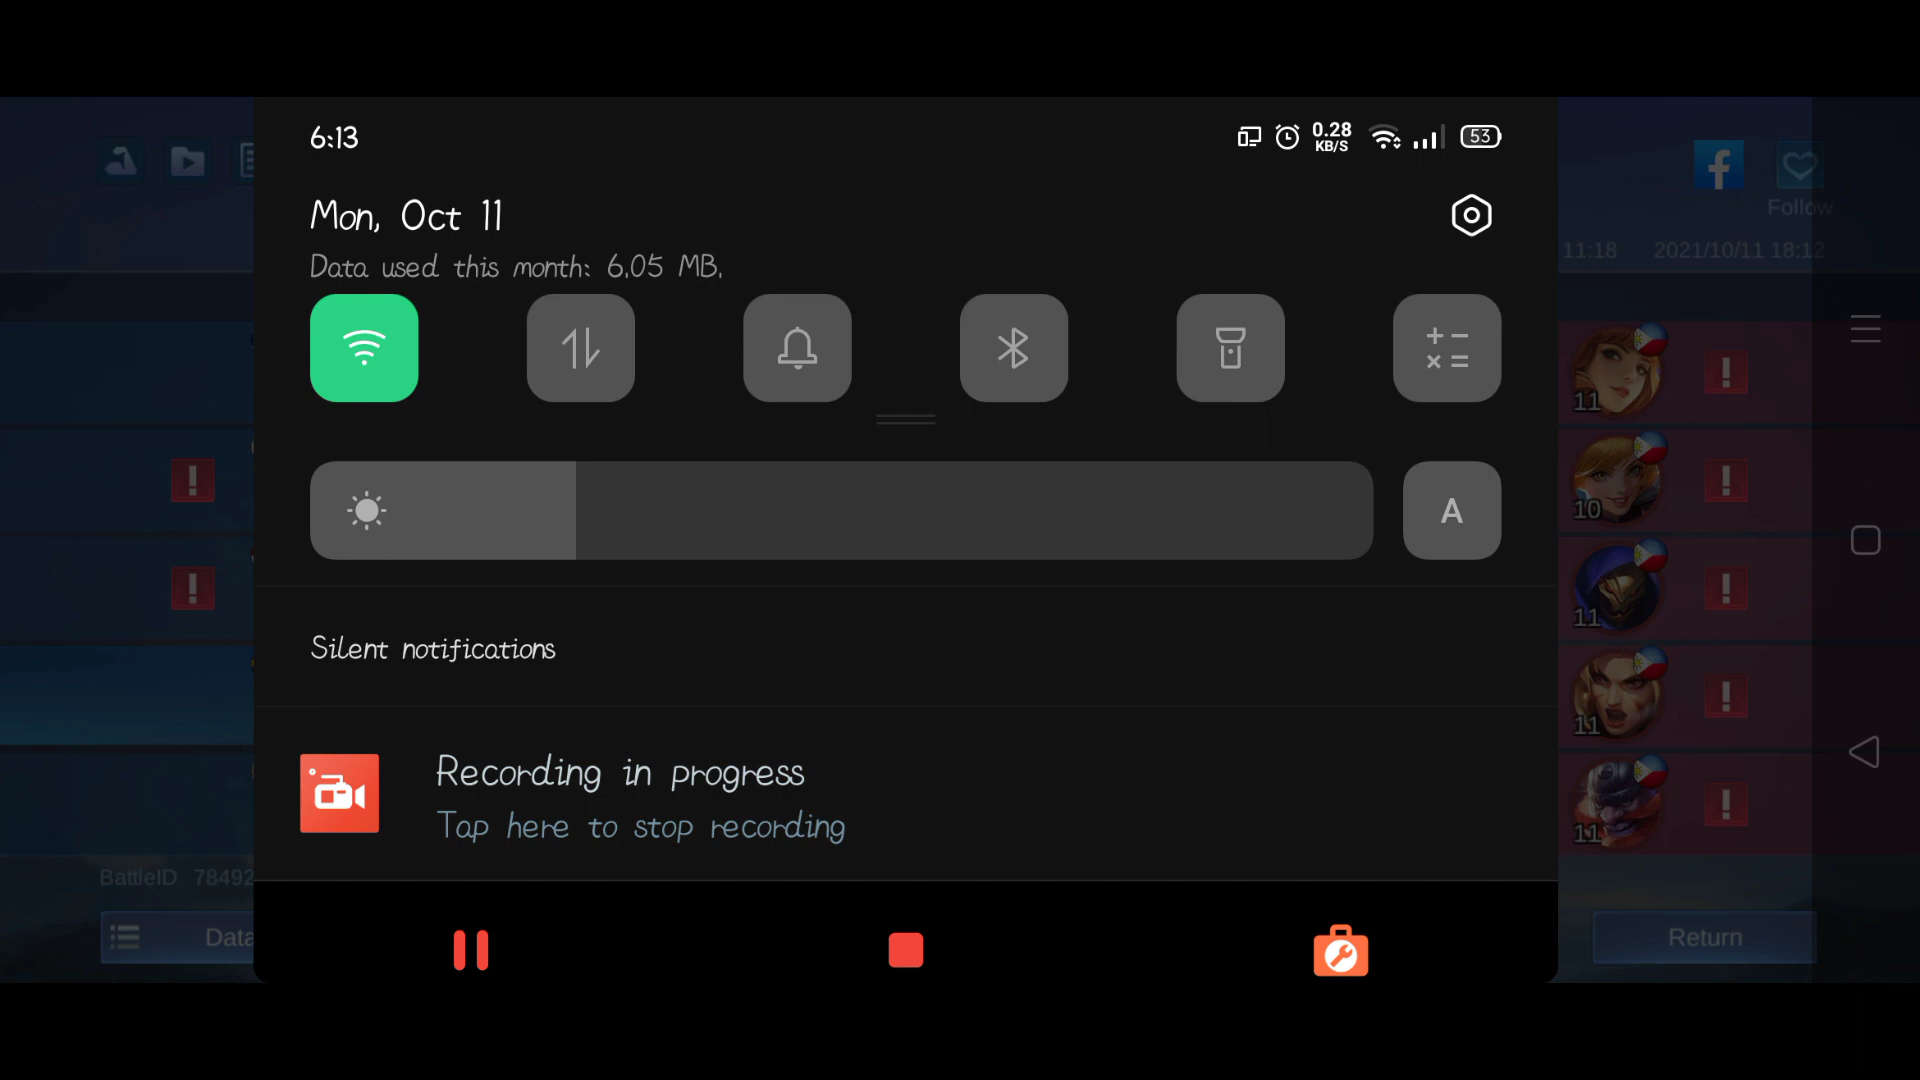 6:13
0.28
KB/S
53
Mon, Oct 11
Data used this month: 6.05 MB.
Follow
11:18 2021/10/11 18:12
11
10
A
11
Silent notifications
11
Recording in progress
Tap here to stop recording
11
BattleID 78492
Data
Return